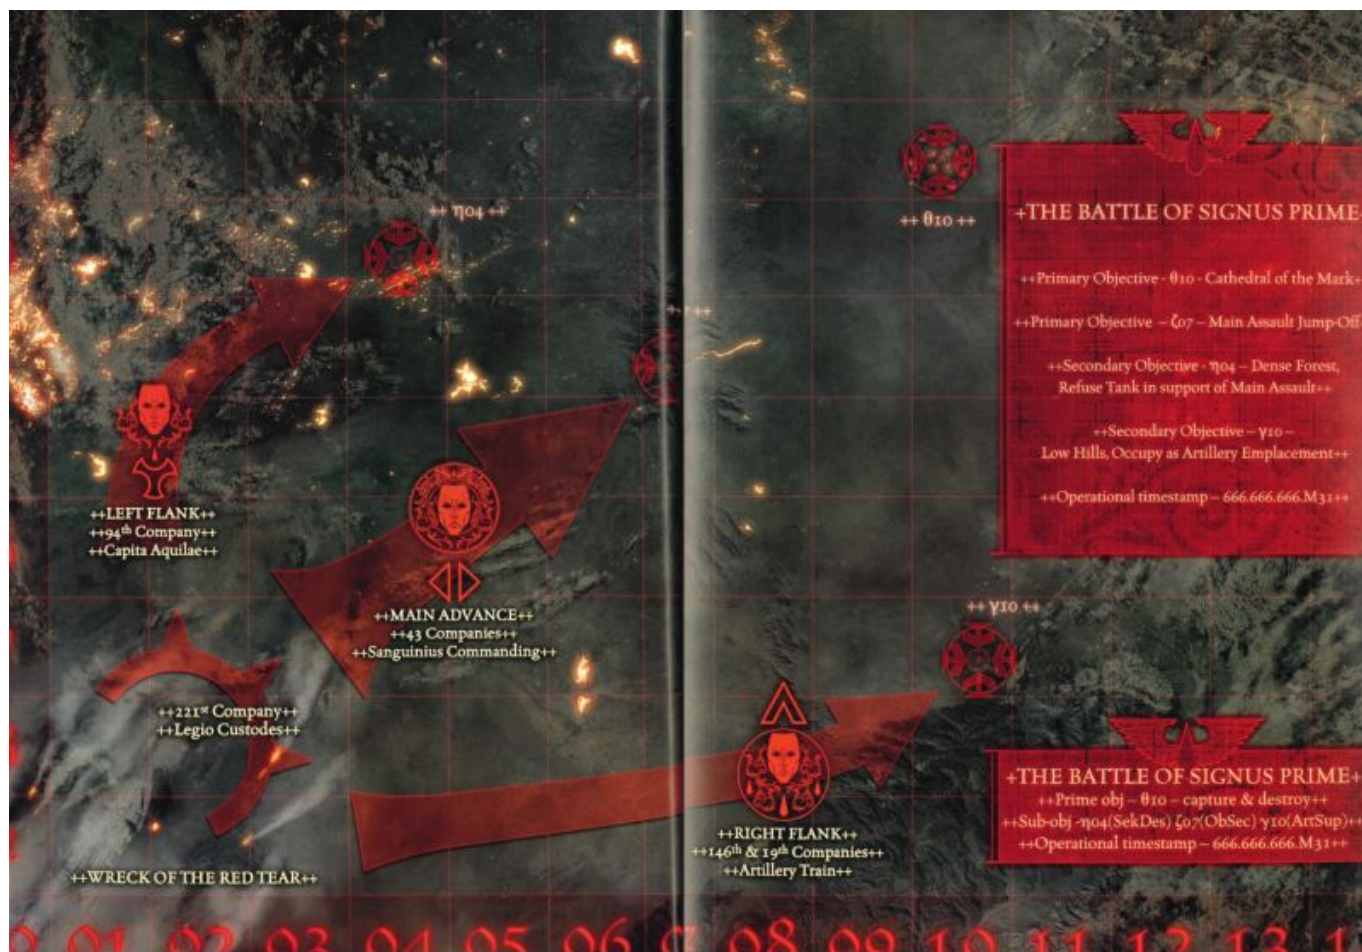 ++ η04 ++
++ θ10 ++
+THE BATTLE OF SIGNUS PRIME
++Primary Objective - θ10 - Cathedral of the Mark+
++Primary Objective – ζ07 – Main Assault Jump-Off
++Secondary Objective - η04 – Dense Forest,
Refuse Tank in support of Main Assault++
++Secondary Objective – γ10 –
Low Hills, Occupy as Artillery Emplacement++
++Operational timestamp – 666.666.666.M31++
++LEFT FLANK++
++94th Company++
++Capita Aquilae++
++MAIN ADVANCE++
++43 Companies++
++Sanguinius Commanding++
++ γ10 ++
++221st Company++
++Legio Custodes++
++RIGHT FLANK++
++146th & 19th Companies++
++Artillery Train++
++WRECK OF THE RED TEAR++
+THE BATTLE OF SIGNUS PRIME+
++Prime obj – θ10 – capture & destroy++
++Sub-obj -η04(SekDes) ζ07(ObSec) γ10(ArtSup)++
++Operational timestamp – 666.666.666.M31++
01 02 03 04 05 06 08 09 10 11 12 13